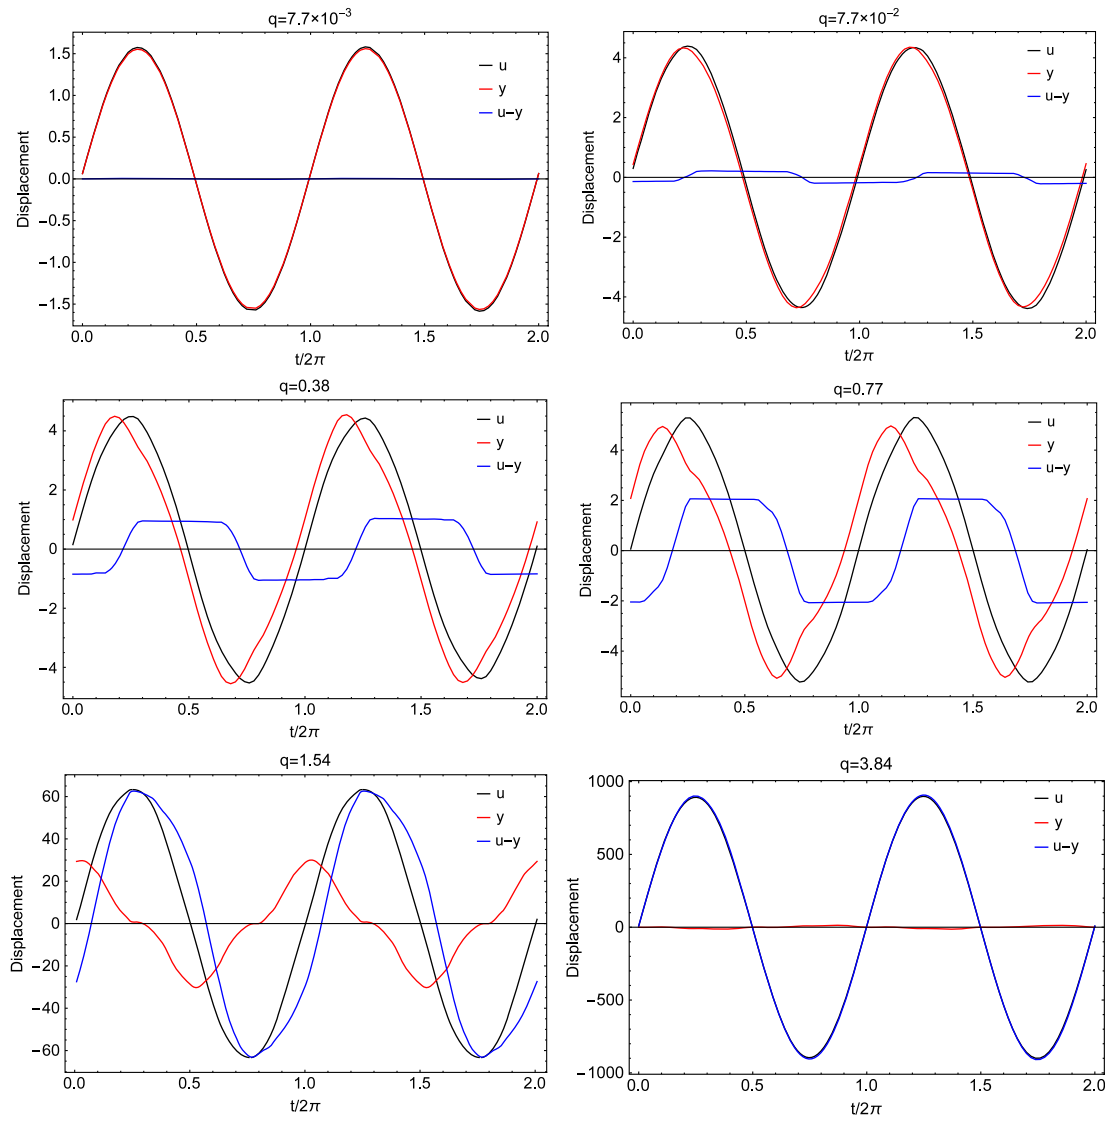 q=7.7×10⁻³
1.5
1.0
0.5
0.0
−0.5
−1.0
−1.5
Displacement
u
y
u−y
0.0 0.5 1.0 1.5 2.0
t/2π
q=7.7×10⁻²
4
2
0
−2
−4
Displacement
u
y
u−y
0.0 0.5 1.0 1.5 2.0
t/2π
q=0.38
4
2
0
−2
−4
Displacement
u
y
u−y
0.0 0.5 1.0 1.5 2.0
t/2π
q=0.77
4
2
0
−2
−4
Displacement
u
y
u−y
0.0 0.5 1.0 1.5 2.0
t/2π
q=1.54
60
40
20
0
−20
−40
−60
Displacement
u
y
u−y
0.0 0.5 1.0 1.5 2.0
t/2π
q=3.84
1000
500
0
−500
−1000
Displacement
u
y
u−y
0.0 0.5 1.0 1.5 2.0
t/2π